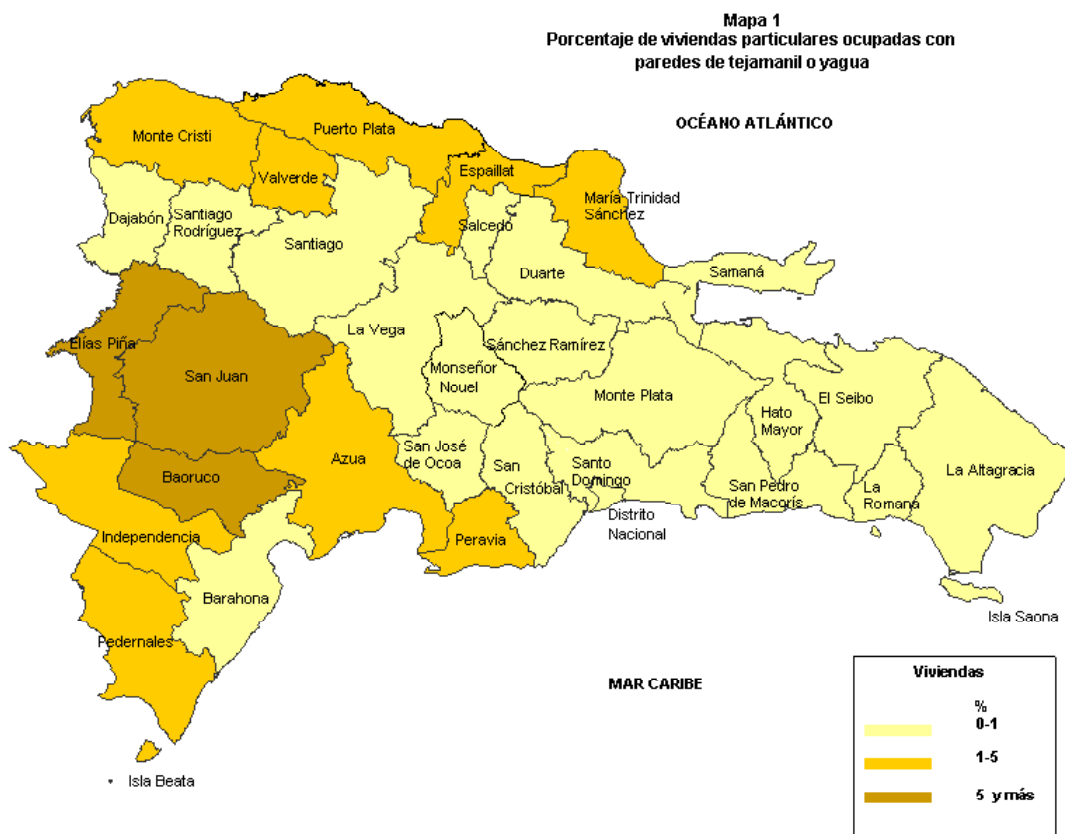 Mapa 1
Porcentaje de viviendas particulares ocupadas con
paredes de tejamanil o yagua
OCÉANO ATLÁNTICO
Monte Cristi
Puerto Plata
Valverde
Espaillat
María Trinidad
Sánchez
Dajabón
Santiago
Rodríguez
Santiago
Salcedo
Duarte
Samaná
Elías Piña
San Juan
La Vega
Monseñor
Nouel
Sánchez Ramírez
Monte Plata
Hato
Mayor
El Seibo
La Altagracia
Baoruco
Azua
San José
de Ocoa
San
Cristóbal
Santo
Domingo
San Pedro
de Macorís
La
Romana
Distrito
Nacional
Peravia
Independencia
Barahona
Pedernales
Isla Saona
MAR CARIBE
Isla Beata
Viviendas
%
0-1
1-5
5 y más